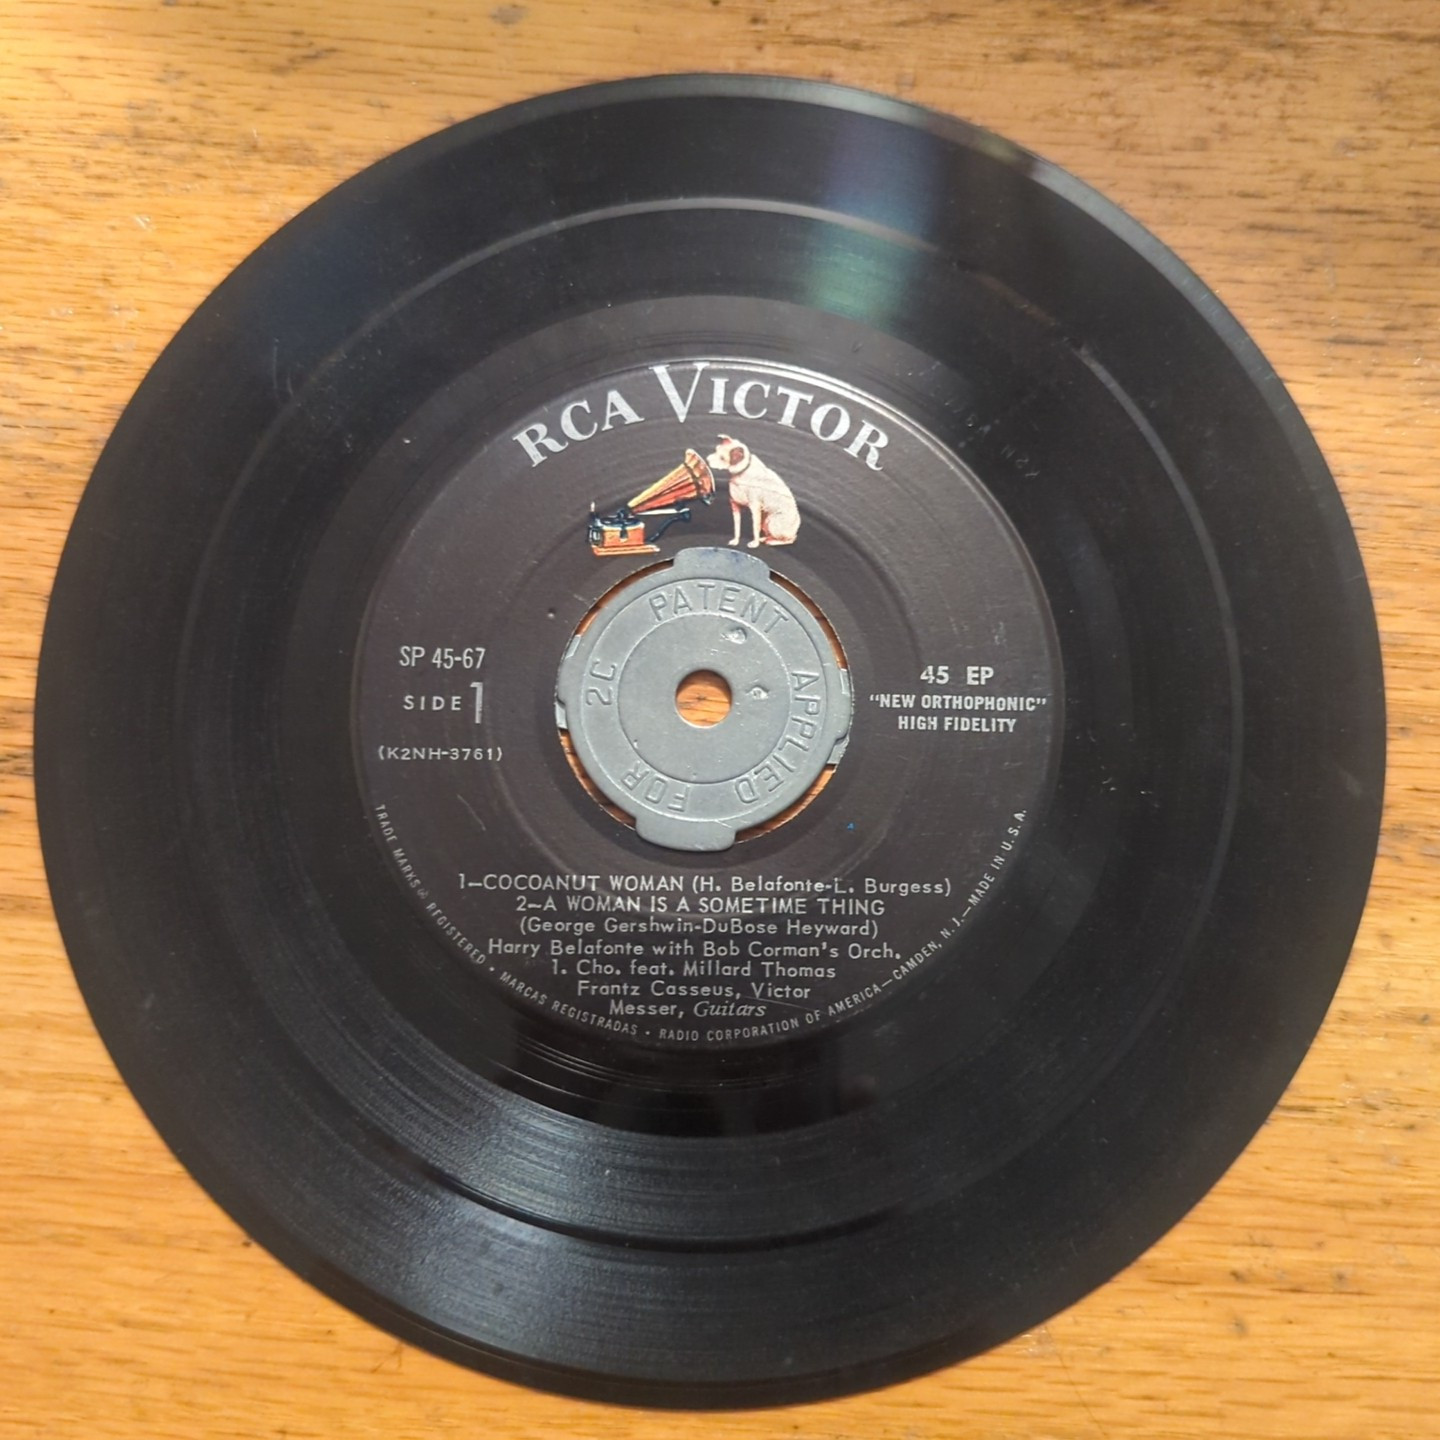 RCA VICTOR
PATENT APPLIED FOR 2C
SP 45-67
SIDE 1
(K2NH-3761)
45 EP
"NEW ORTHOPHONIC"
HIGH FIDELITY
1-COCOANUT WOMAN (H. Belafonte-L. Burgess)
2-A WOMAN IS A SOMETIME THING
(George Gershwin-DuBose Heyward)
Harry Belafonte with Bob Corman's Orch.
1. Cho. feat. Millard Thomas
Frantz Casseus, Victor
Messer, Guitars
TRADE MARKS ® REGISTERED • MARCAS REGISTRADAS • RADIO CORPORATION OF AMERICA—CAMDEN, N. J.—MADE IN U.S.A.